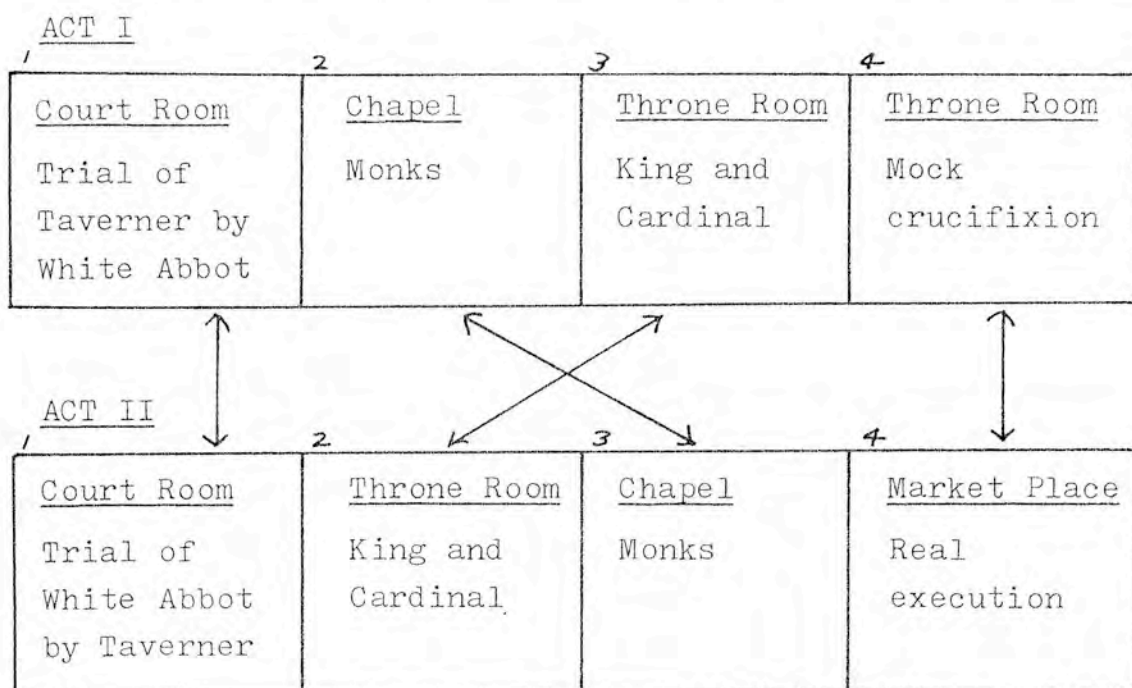 ACT I
1 2 3 4
Court Room
Trial of
Taverner by
White Abbot
Chapel
Monks
Throne Room
King and
Cardinal
Throne Room
Mock
crucifixion
ACT II
1 2 3 4
Court Room
Trial of
White Abbot
by Taverner
Throne Room
King and
Cardinal.
Chapel
Monks
Market Place
Real
execution